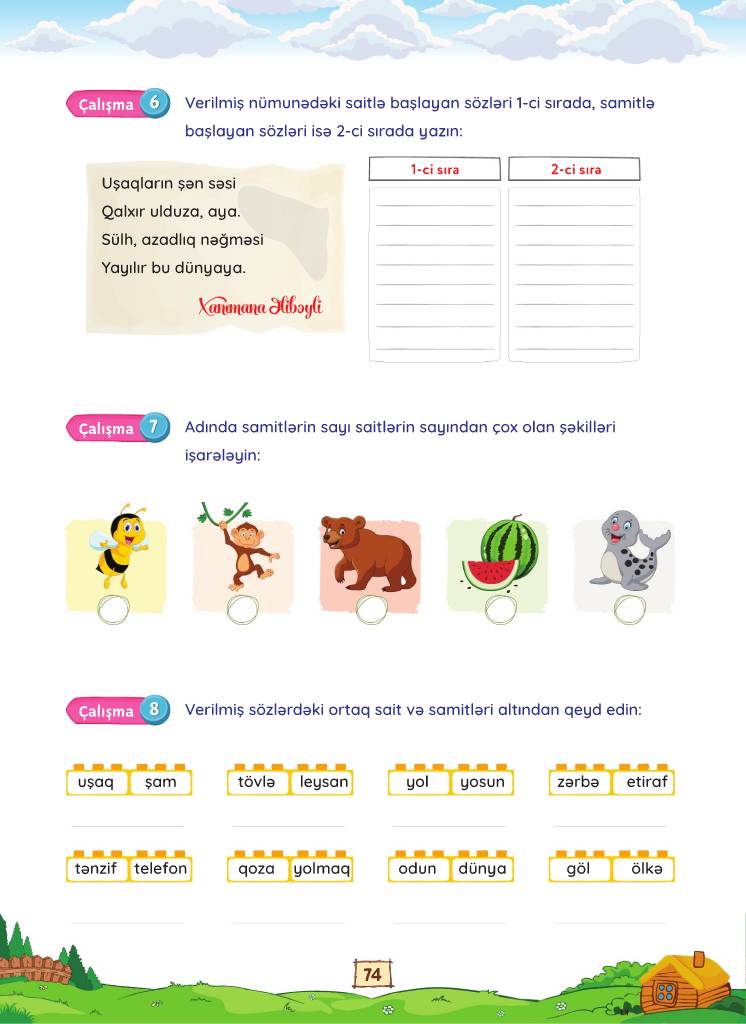 Çalışma 6
Verilmiş nümunədəki saitlə başlayan sözləri 1-ci sırada, samitlə
başlayan sözləri isə 2-ci sırada yazın:
Uşaqların şən səsi
Qalxır ulduza, aya.
Sülh, azadlıq nəğməsi
Yayılır bu dünyaya.
Xanımana Əlibəyli
1-ci sıra
2-ci sıra
Çalışma 7
Adında samitlərin sayı saitlərin sayından çox olan şəkilləri
işarələyin:
Çalışma 8
Verilmiş sözlərdəki ortaq sait və samitləri altından qeyd edin:
uşaq şam tövlə leysan yol yosun zərbə etiraf
tənzif telefon qoza yolmaq odun dünya göl ölkə
74